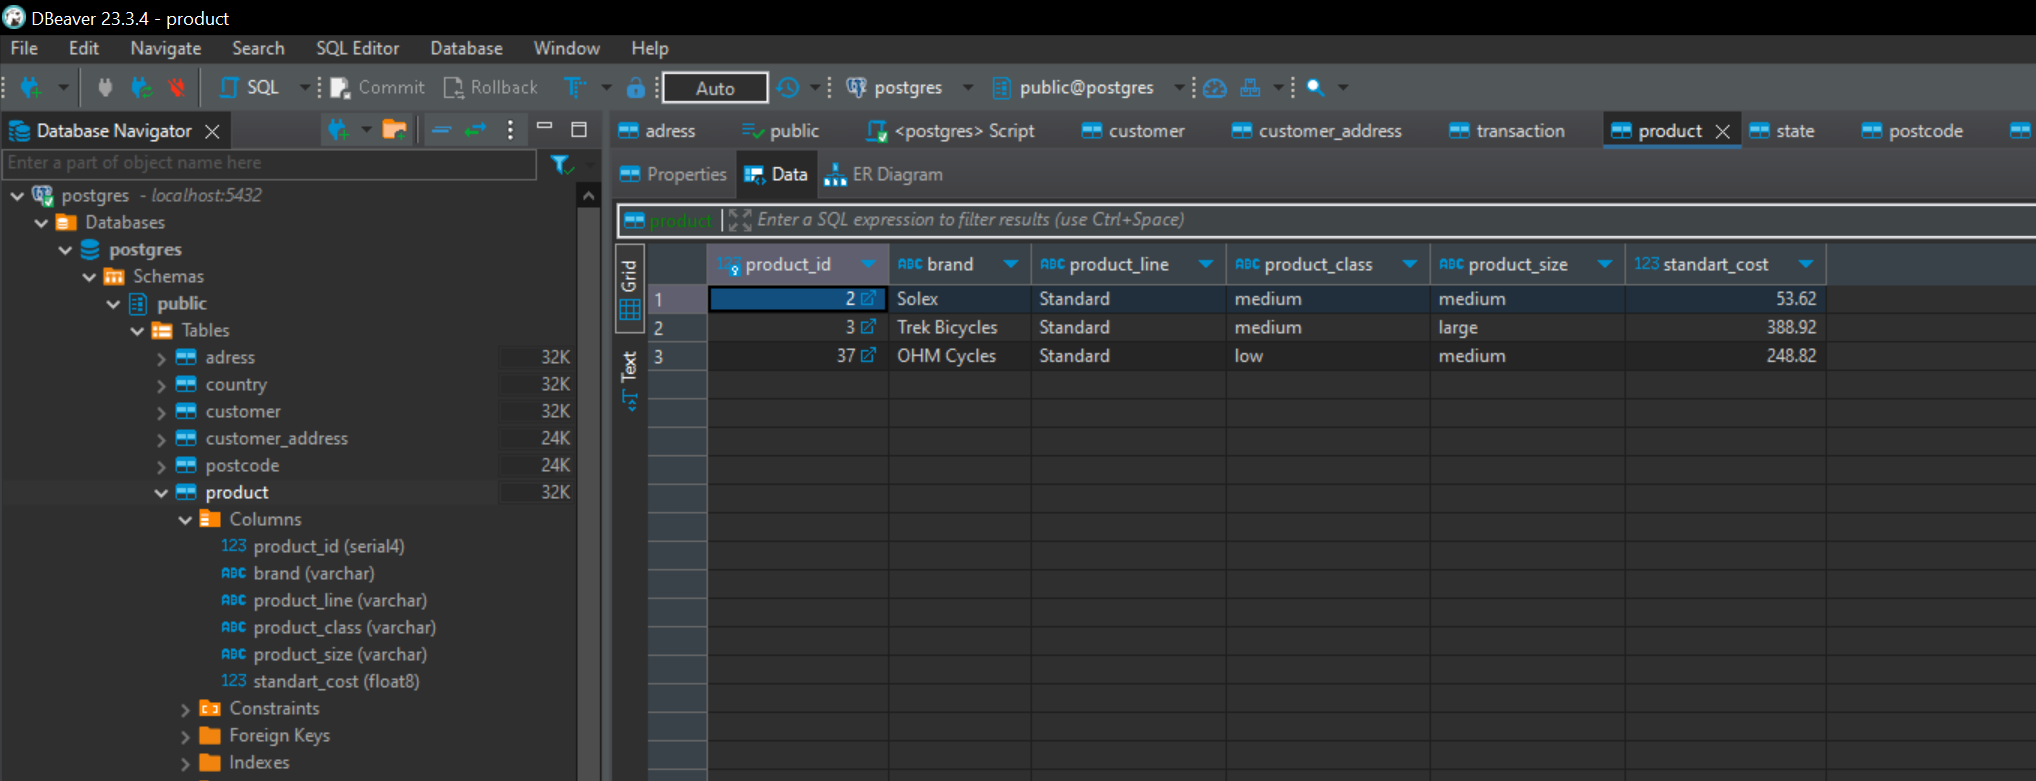 DBeaver 23.3.4 - product
File Edit Navigate Search SQL Editor Database Window Help
SQL Commit Rollback Auto postgres public@postgres
Database Navigator
adress public <postgres> Script customer customer_address transaction product state postcode
Enter a part of object name here
Properties Data ER Diagram
postgres - localhost:5432
Databases
postgres
Schemas
public
Tables
adress 32K
country 32K
customer 32K
customer_address 24K
postcode 24K
product 32K
Columns
123 product_id (serial4)
ABC brand (varchar)
ABC product_line (varchar)
ABC product_class (varchar)
ABC product_size (varchar)
123 standart_cost (float8)
Constraints
Foreign Keys
Indexes
product Enter a SQL expression to filter results (use Ctrl+Space)
Grid
Text
123 product_id ABC brand ABC product_line ABC product_class ABC product_size 123 standart_cost
1 2 Solex Standard medium medium 53.62
2 3 Trek Bicycles Standard medium large 388.92
3 37 OHM Cycles Standard low medium 248.82